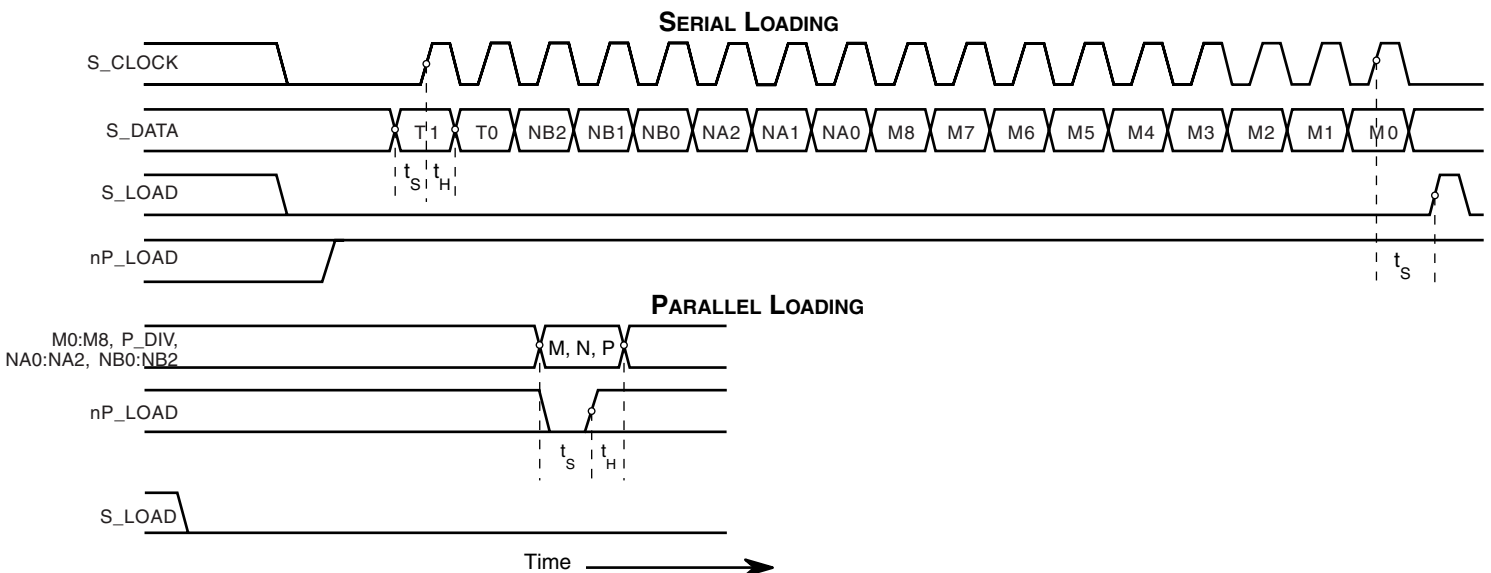 SERIAL LOADING
S_CLOCK
S_DATA
T1 T0 NB2 NB1 NB0 NA2 NA1 NA0 M8 M7 M6 M5 M4 M3 M2 M1 M0
tS tH
S_LOAD
nP_LOAD
tS
PARALLEL LOADING
M0:M8, P_DIV,
NA0:NA2, NB0:NB2
M, N, P
nP_LOAD
tS tH
S_LOAD
Time